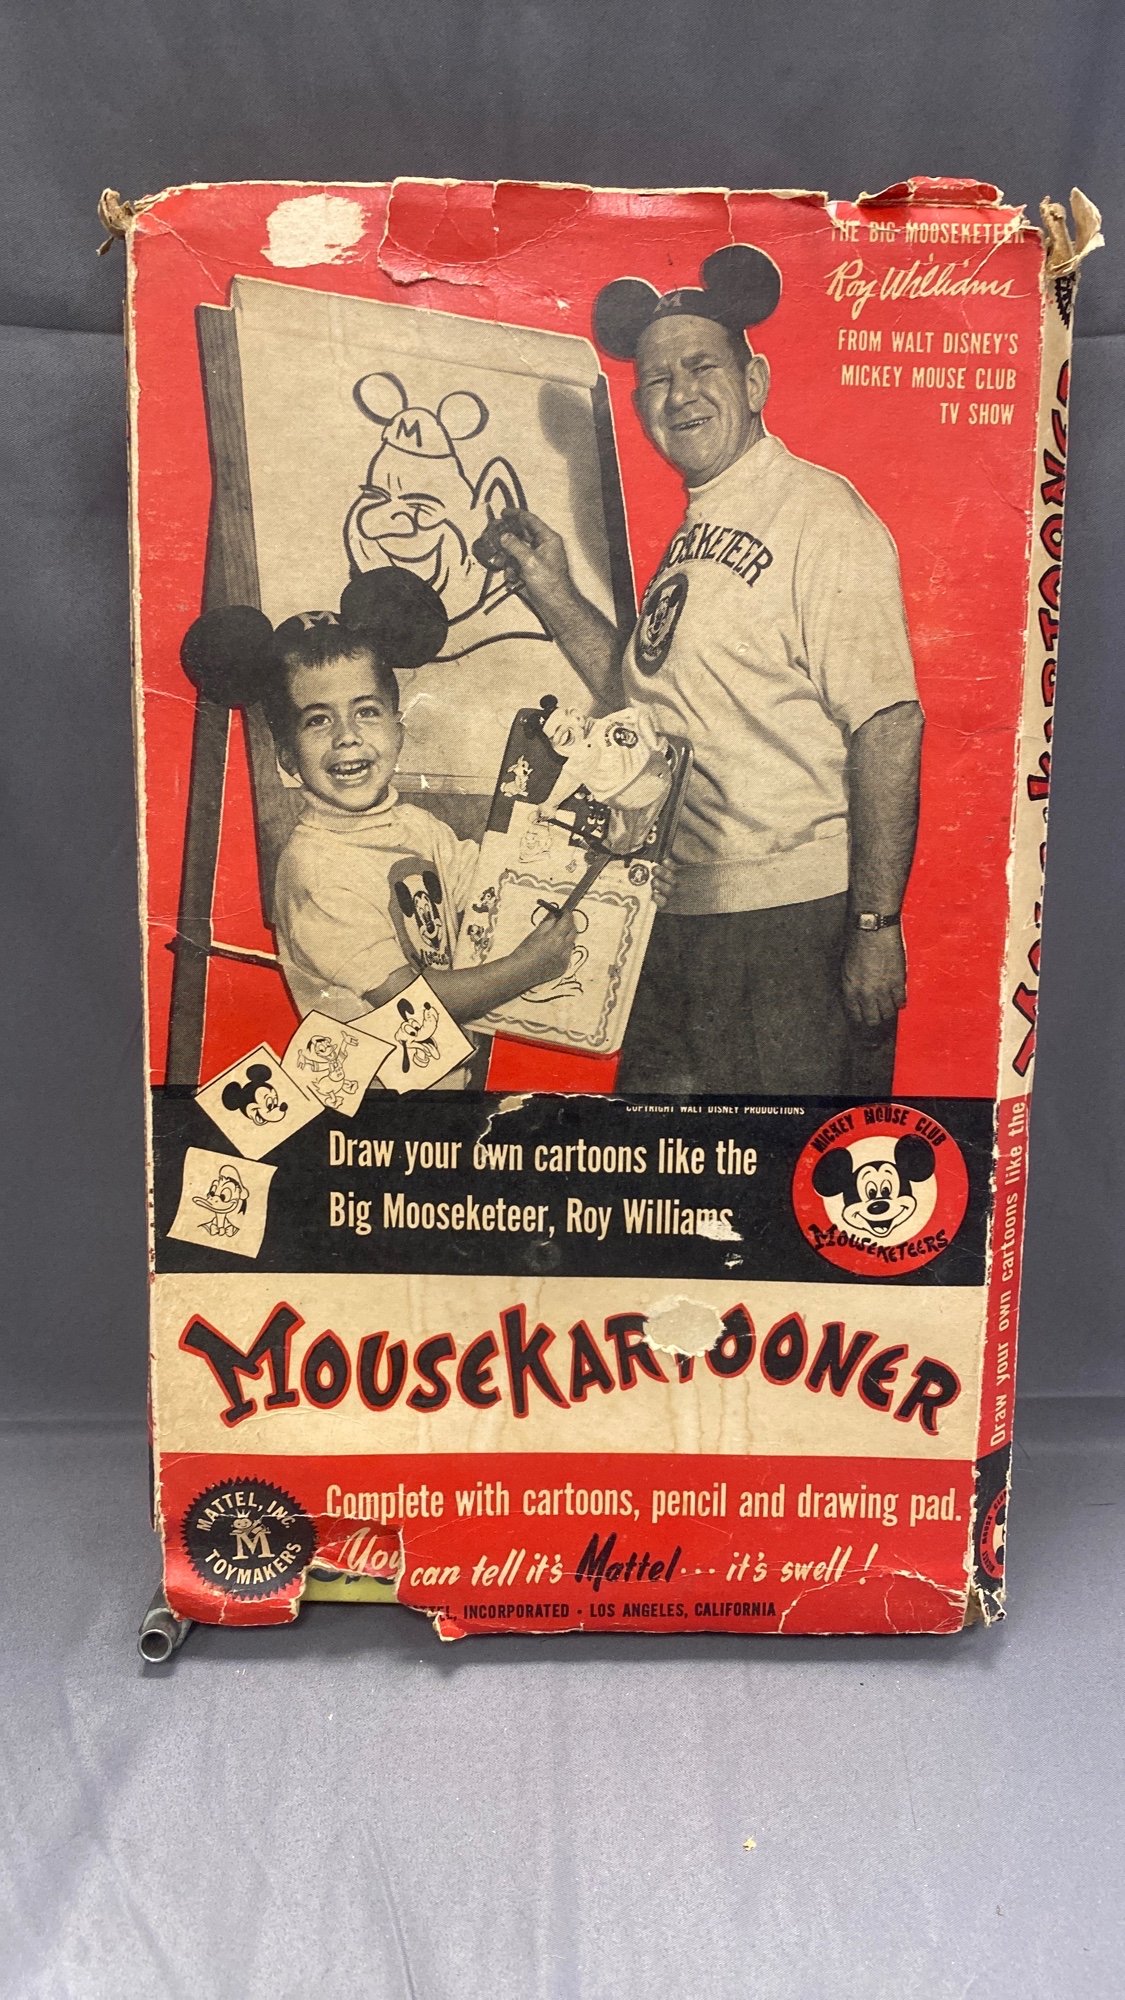 THE BIG MOOSEKETEER
Roy Williams
FROM WALT DISNEY'S
MICKEY MOUSE CLUB
TV SHOW
M
M
M
MOOSEKETEER
COPYRIGHT WALT DISNEY PRODUCTIONS
Draw your own cartoons like the
Big Mooseketeer, Roy Williams
MICKEY MOUSE CLUB
MOUSEKETEERS
MOUSEKARTOONER
Complete with cartoons, pencil and drawing pad.
You can tell it's Mattel... it's swell!
MATTEL, INC.
M
TOYMAKERS
TEL, INCORPORATED • LOS ANGELES, CALIFORNIA
MOUSEKARTOONER
Draw your own cartoons like the